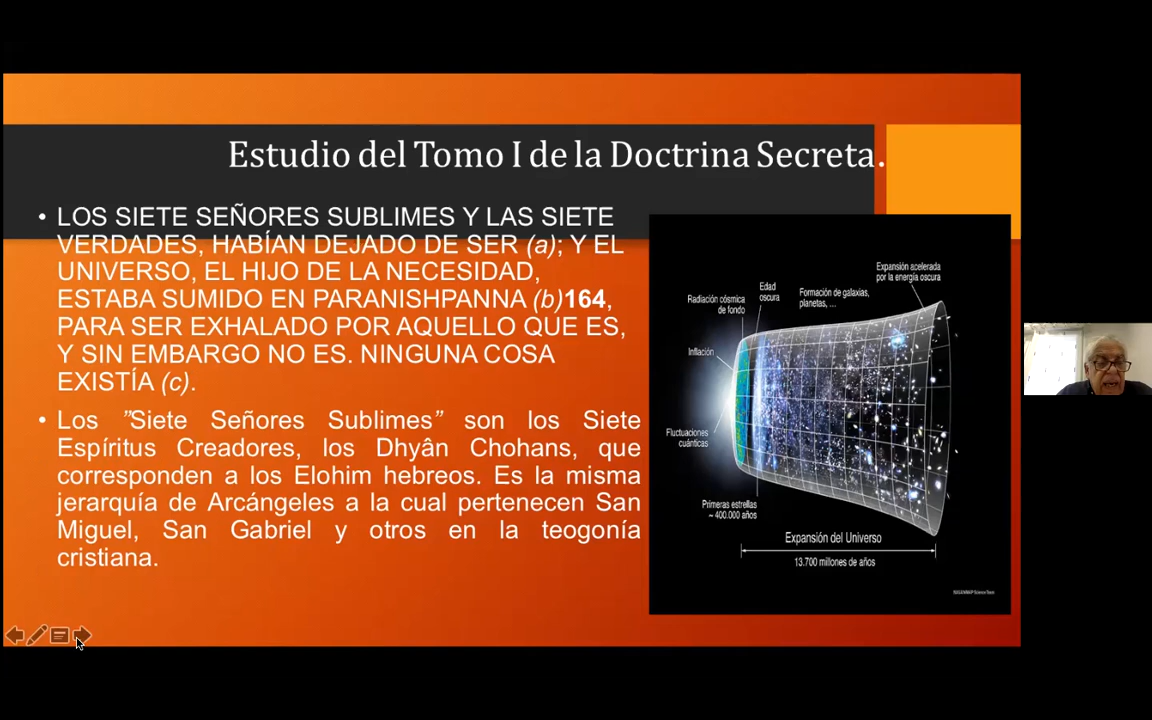 Estudio del Tomo I de la Doctrina Secreta.
• LOS SIETE SEÑORES SUBLIMES Y LAS SIETE
VERDADES, HABÍAN DEJADO DE SER (a); Y EL
UNIVERSO, EL HIJO DE LA NECESIDAD,
ESTABA SUMIDO EN PARANISHPANNA (b)164,
PARA SER EXHALADO POR AQUELLO QUE ES,
Y SIN EMBARGO NO ES. NINGUNA COSA
EXISTÍA (c).
• Los ”Siete Señores Sublimes” son los Siete
Espíritus Creadores, los Dhyân Chohans, que
corresponden a los Elohim hebreos. Es la misma
jerarquía de Arcángeles a la cual pertenecen San
Miguel, San Gabriel y otros en la teogonía
cristiana.
Expansión acelerada
por la energía oscura
Edad
oscura
Formación de galaxias,
planetas, ...
Radiación cósmica
de fondo
Inflación
Fluctuaciones
cuánticas
Primeras estrellas
~ 400.000 años
Expansión del Universo
13.700 millones de años